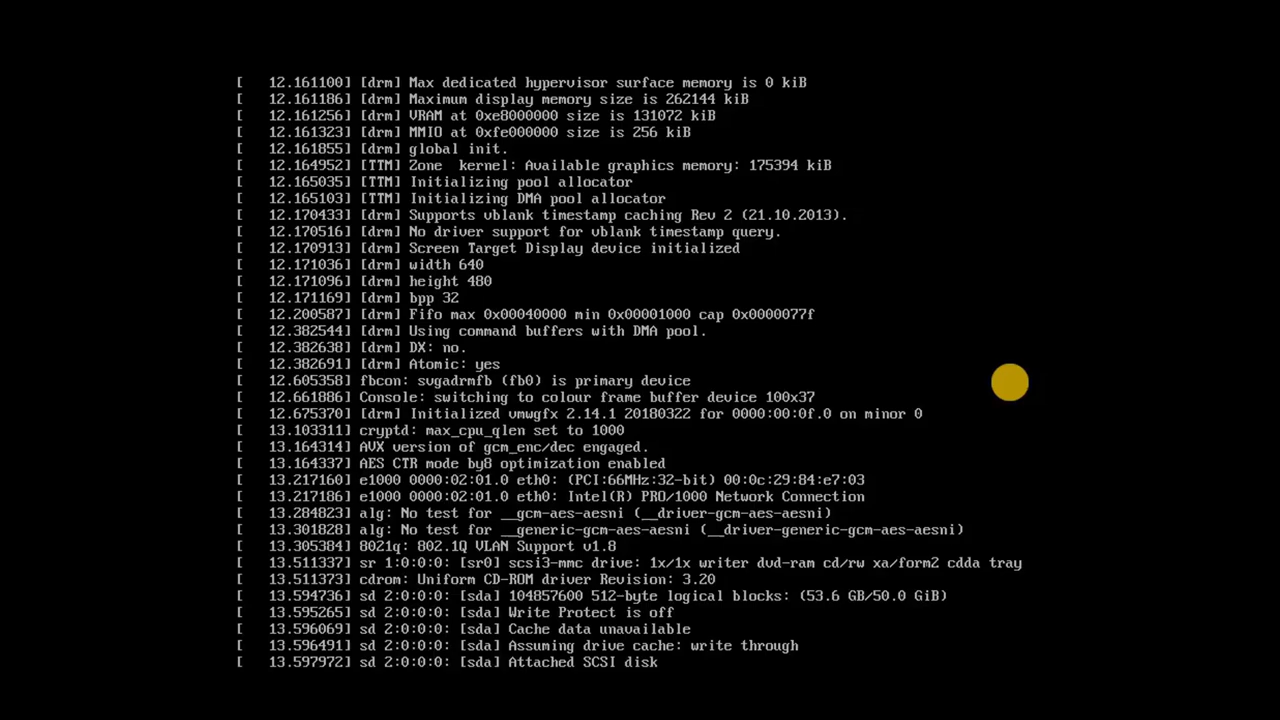 [   12.161100] [drm] Max dedicated hypervisor surface memory is 0 kiB
[   12.161186] [drm] Maximum display memory size is 262144 kiB
[   12.161256] [drm] VRAM at 0xe8000000 size is 131072 kiB
[   12.161323] [drm] MMIO at 0xfe000000 size is 256 kiB
[   12.161855] [drm] global init.
[   12.164952] [TTM] Zone  kernel: Available graphics memory: 175394 kiB
[   12.165035] [TTM] Initializing pool allocator
[   12.165103] [TTM] Initializing DMA pool allocator
[   12.170433] [drm] Supports vblank timestamp caching Rev 2 (21.10.2013).
[   12.170516] [drm] No driver support for vblank timestamp query.
[   12.170913] [drm] Screen Target Display device initialized
[   12.171036] [drm] width 640
[   12.171096] [drm] height 480
[   12.171169] [drm] bpp 32
[   12.200587] [drm] Fifo max 0x00040000 min 0x00001000 cap 0x0000077f
[   12.382544] [drm] Using command buffers with DMA pool.
[   12.382638] [drm] DX: no.
[   12.382691] [drm] Atomic: yes
[   12.605358] fbcon: svgadrmfb (fb0) is primary device
[   12.661886] Console: switching to colour frame buffer device 100x37
[   12.675370] [drm] Initialized vmwgfx 2.14.1 20180322 for 0000:00:0f.0 on minor 0
[   13.103311] cryptd: max_cpu_qlen set to 1000
[   13.164314] AVX version of gcm_enc/dec engaged.
[   13.164337] AES CTR mode by8 optimization enabled
[   13.217160] e1000 0000:02:01.0 eth0: (PCI:66MHz:32-bit) 00:0c:29:84:e7:03
[   13.217186] e1000 0000:02:01.0 eth0: Intel(R) PRO/1000 Network Connection
[   13.284823] alg: No test for __gcm-aes-aesni (__driver-gcm-aes-aesni)
[   13.301828] alg: No test for __generic-gcm-aes-aesni (__driver-generic-gcm-aes-aesni)
[   13.305384] 8021q: 802.1Q VLAN Support v1.8
[   13.511337] sr 1:0:0:0: [sr0] scsi3-mmc drive: 1x/1x writer dvd-ram cd/rw xa/form2 cdda tray
[   13.511373] cdrom: Uniform CD-ROM driver Revision: 3.20
[   13.594736] sd 2:0:0:0: [sda] 104857600 512-byte logical blocks: (53.6 GB/50.0 GiB)
[   13.595265] sd 2:0:0:0: [sda] Write Protect is off
[   13.596069] sd 2:0:0:0: [sda] Cache data unavailable
[   13.596491] sd 2:0:0:0: [sda] Assuming drive cache: write through
[   13.597972] sd 2:0:0:0: [sda] Attached SCSI disk